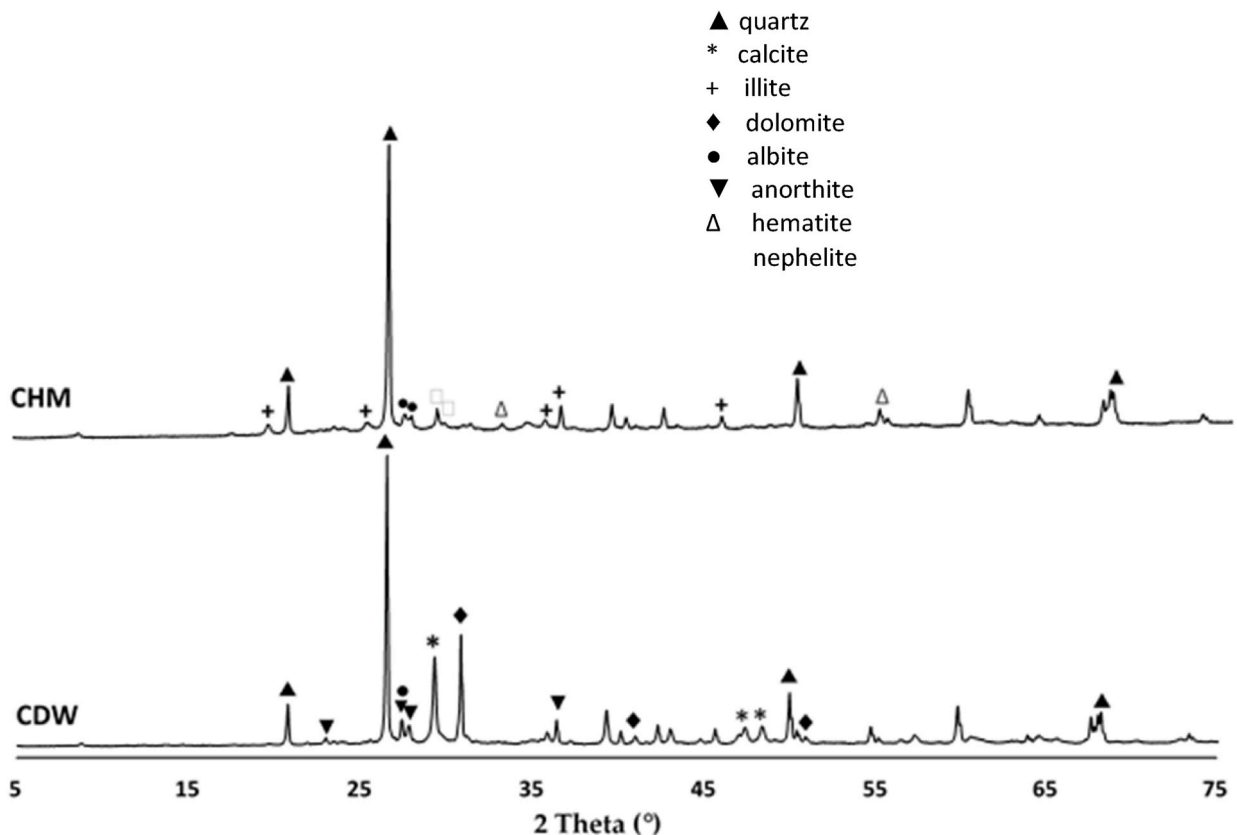 ▲ quartz
* calcite
+ illite
♦ dolomite
● albite
▼ anorthite
Δ hematite
nephelite
CHM
CDW
5 15 25 35 45 55 65 75
2 Theta (°)